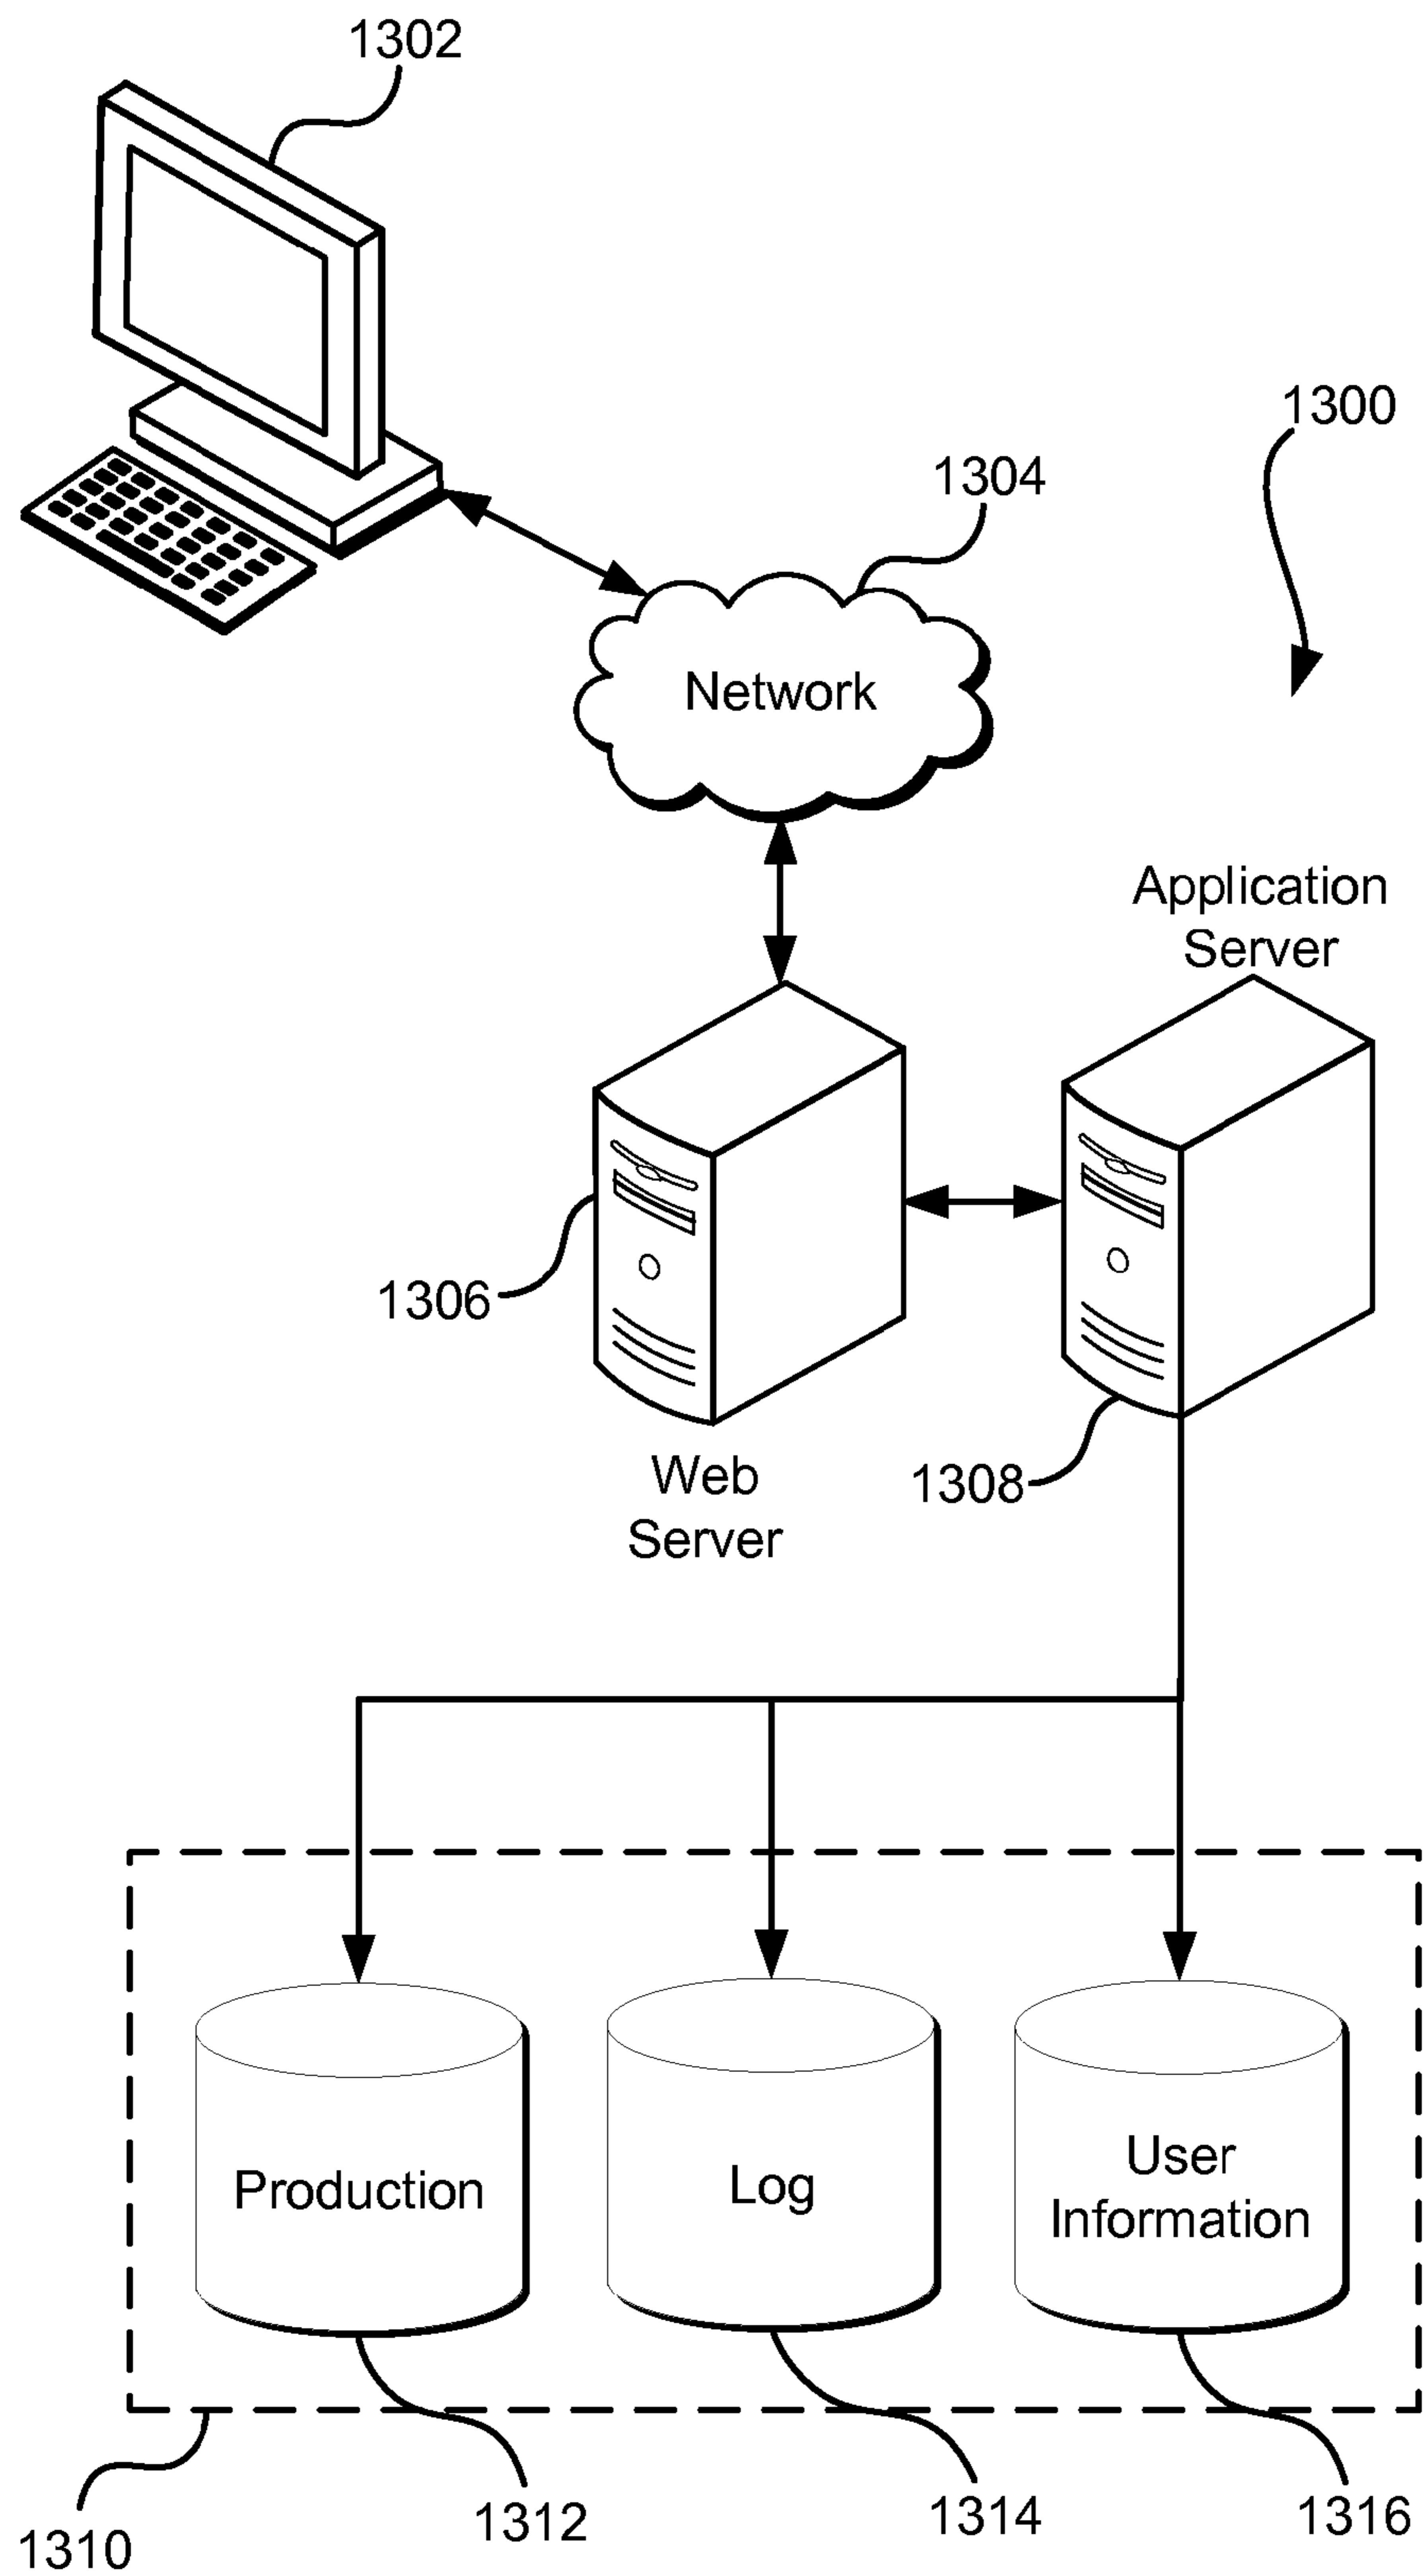 1302
1300
1304
Network
Application
Server
1306
Web
Server
1308
Production
Log
User
Information
1310
1312
1314
1316